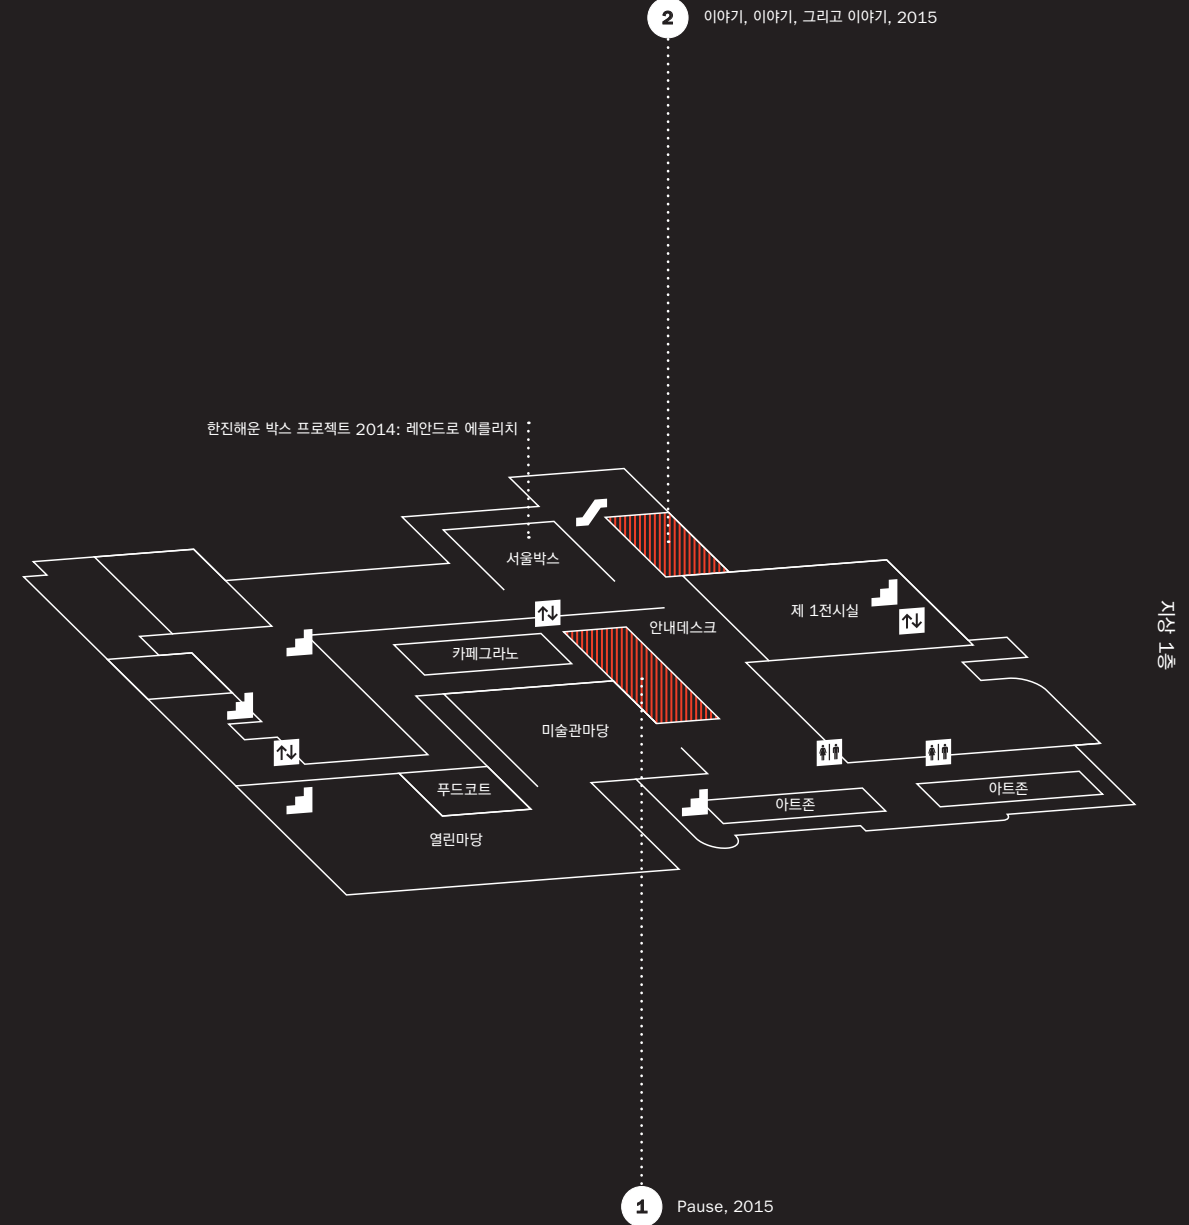 2 이야기, 이야기, 그리고 이야기, 2015
한진해운 박스 프로젝트 2014: 레안드로 에를리치
서울박스
제 1전시실
안내데스크
카페그라노
지상 1층
미술관마당
푸드코트
아트존
아트존
열린마당
1 Pause, 2015